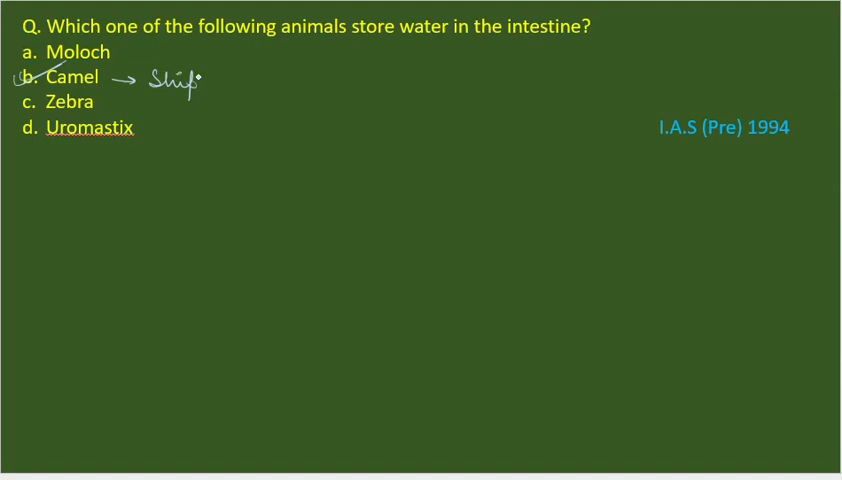 Q. Which one of the following animals store water in the intestine?
a. Moloch
b. Camel → Ship
c. Zebra
d. Uromastix
I.A.S (Pre) 1994